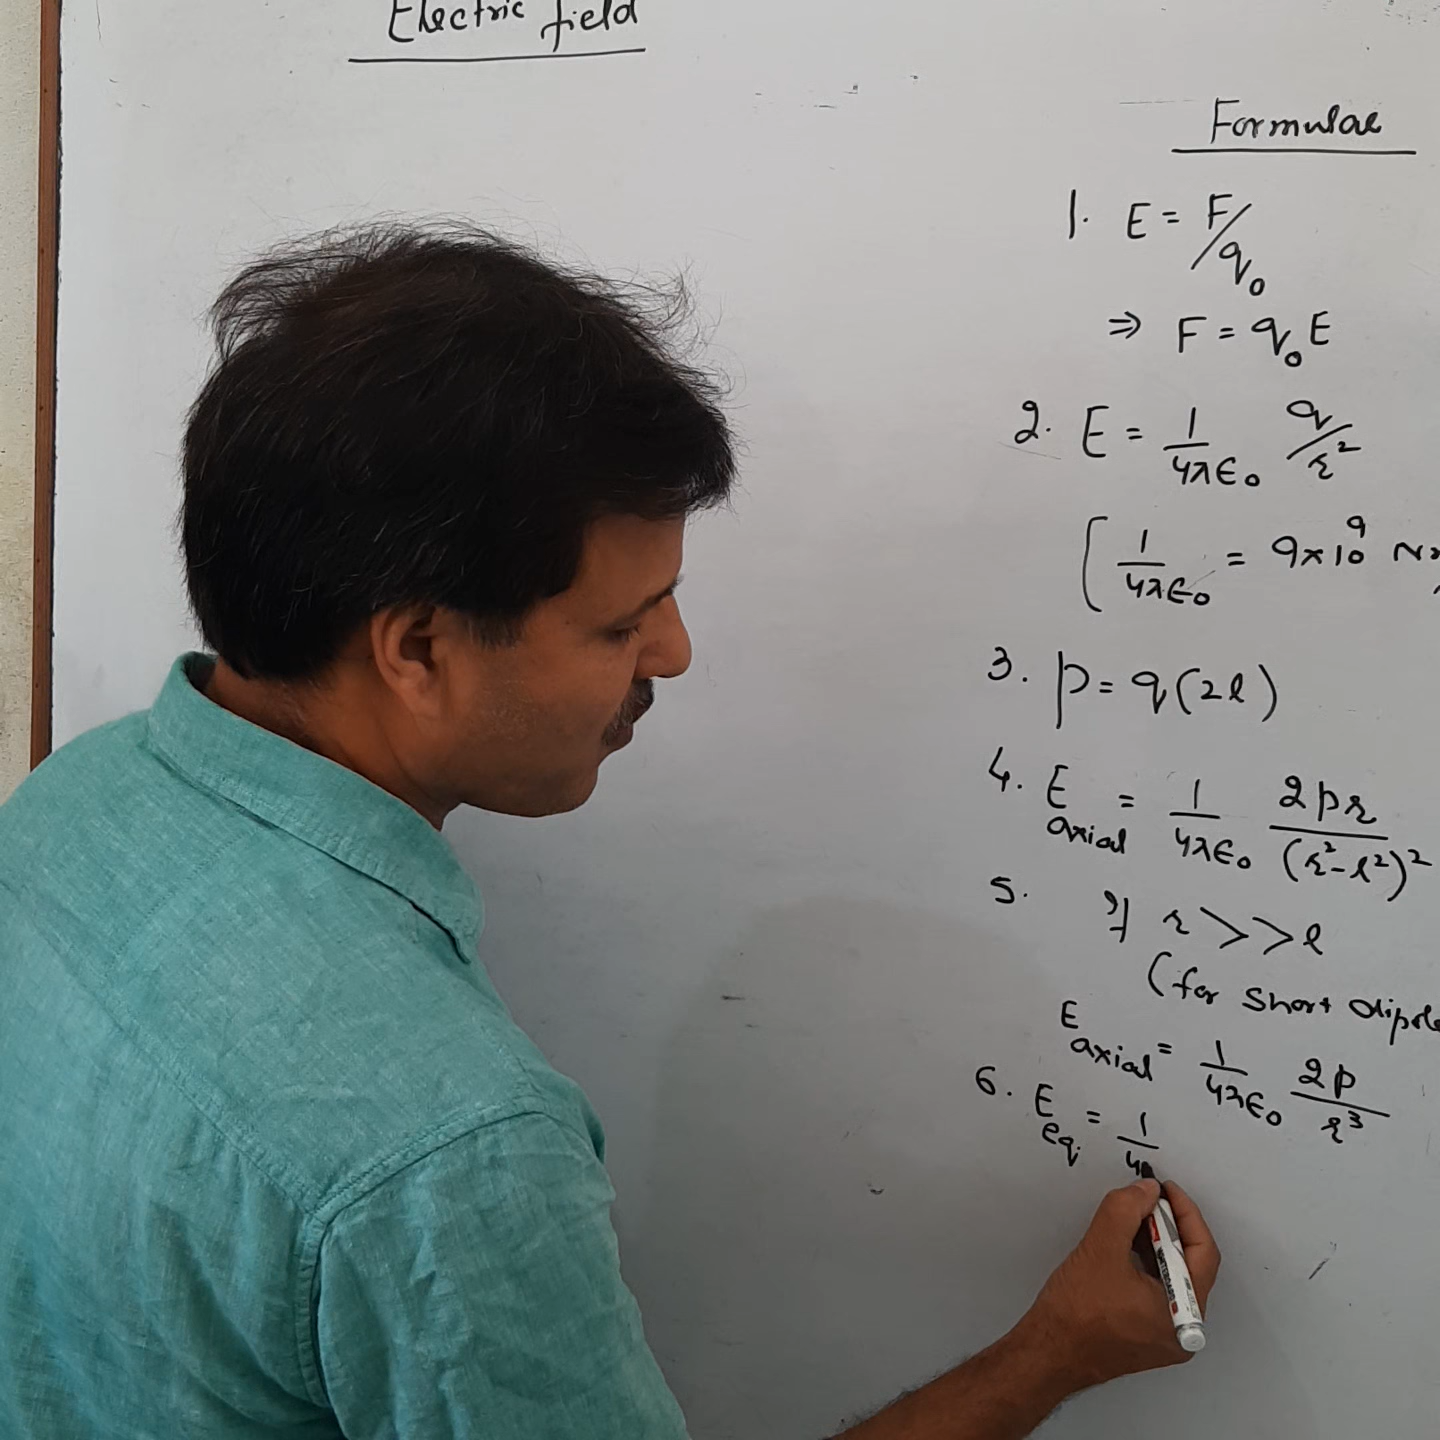 Electric field
Formulae
1. E = F/q₀
⇒ F = q₀E
2. E = 1/4πε₀ q/r²
[1/4πε₀ = 9×10⁹ N
3. p = q(2l)
4. E axial = 1/4πε₀ 2pr/(r²-l²)²
5. If r >> l
(for short dipole
E axial = 1/4πε₀ 2p/r³
6. E eq. = 1/4